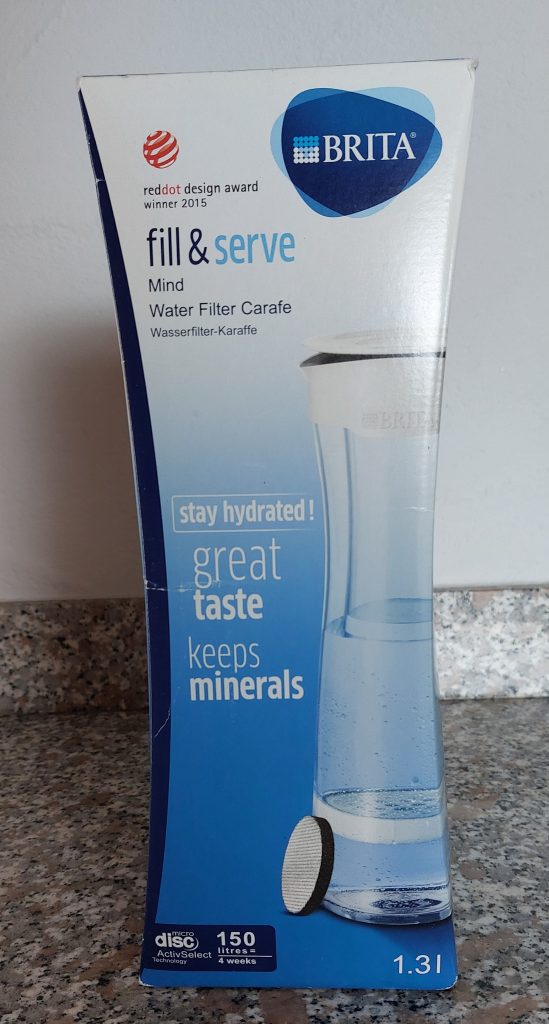 BRITA®
reddot design award
winner 2015
fill & serve
Mind
Water Filter Carafe
Wasserfilter-Karaffe
BRITA
stay hydrated!
great
taste
keeps
minerals
micro
disc
ActivSelect
Technology
150
litres=
4 weeks
1.3 l